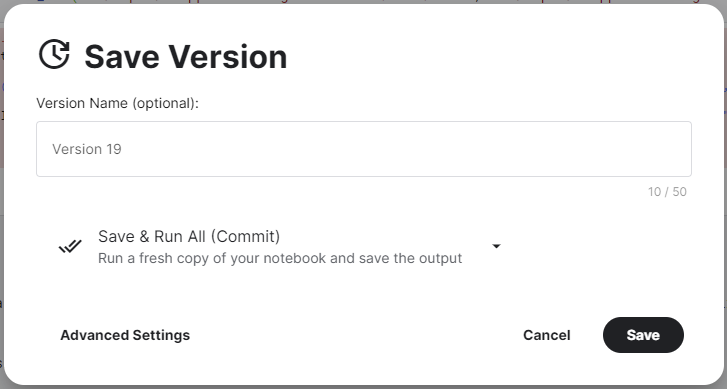 Save Version
Version Name (optional):
Version 19
10 / 50
Save & Run All (Commit)
Run a fresh copy of your notebook and save the output
Advanced Settings
Cancel
Save